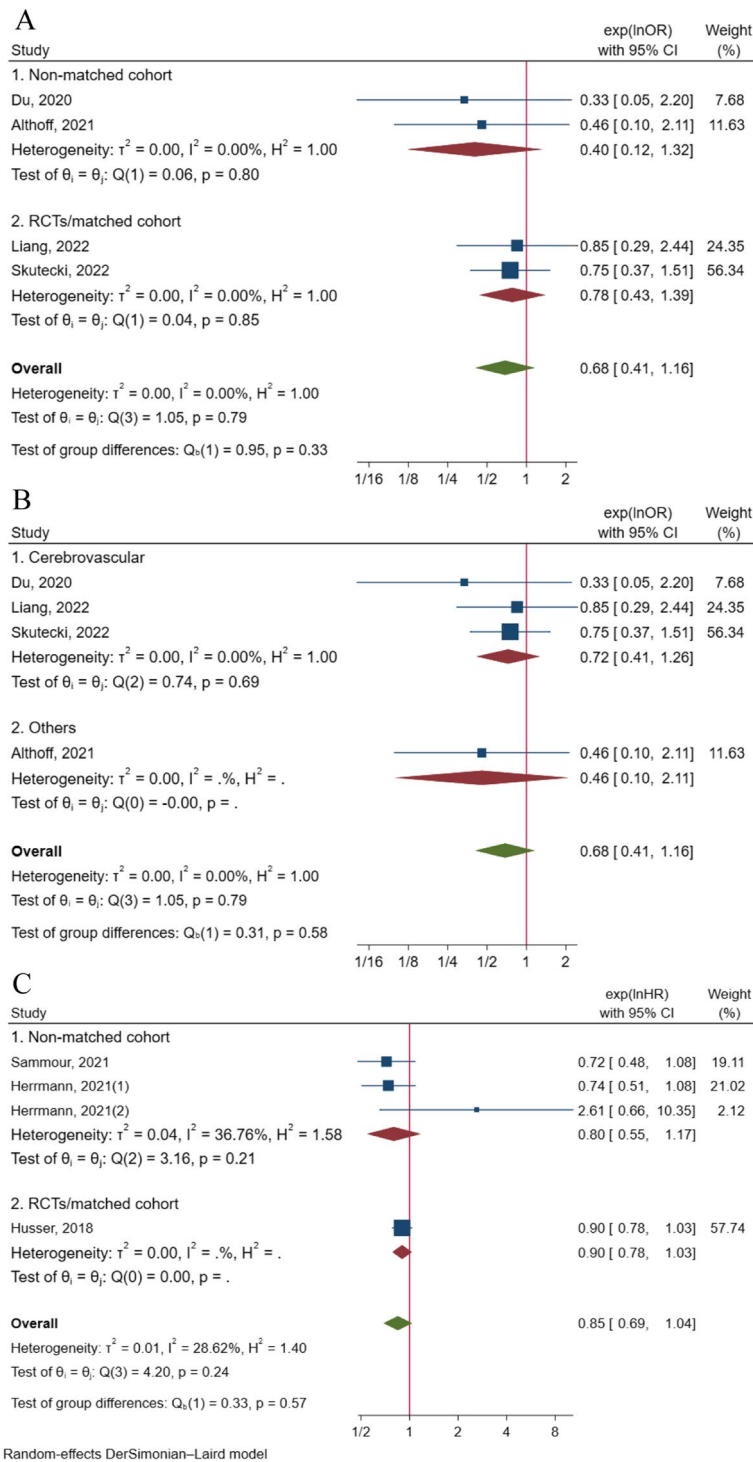 A
exp(lnOR) Weight
Study with 95% CI (%)
1. Non-matched cohort
Du, 2020 0.33 [ 0.05, 2.20] 7.68
Althoff, 2021 0.46 [ 0.10, 2.11] 11.63
Heterogeneity: τ² = 0.00, I² = 0.00%, H² = 1.00 0.40 [ 0.12, 1.32]
Test of θᵢ = θⱼ: Q(1) = 0.06, p = 0.80
2. RCTs/matched cohort
Liang, 2022 0.85 [ 0.29, 2.44] 24.35
Skutecki, 2022 0.75 [ 0.37, 1.51] 56.34
Heterogeneity: τ² = 0.00, I² = 0.00%, H² = 1.00 0.78 [ 0.43, 1.39]
Test of θᵢ = θⱼ: Q(1) = 0.04, p = 0.85
Overall 0.68 [ 0.41, 1.16]
Heterogeneity: τ² = 0.00, I² = 0.00%, H² = 1.00
Test of θᵢ = θⱼ: Q(3) = 1.05, p = 0.79
Test of group differences: Q_b(1) = 0.95, p = 0.33
1/16 1/8 1/4 1/2 1 2
B
exp(lnOR) Weight
Study with 95% CI (%)
1. Cerebrovascular
Du, 2020 0.33 [ 0.05, 2.20] 7.68
Liang, 2022 0.85 [ 0.29, 2.44] 24.35
Skutecki, 2022 0.75 [ 0.37, 1.51] 56.34
Heterogeneity: τ² = 0.00, I² = 0.00%, H² = 1.00 0.72 [ 0.41, 1.26]
Test of θᵢ = θⱼ: Q(2) = 0.74, p = 0.69
2. Others
Althoff, 2021 0.46 [ 0.10, 2.11] 11.63
Heterogeneity: τ² = 0.00, I² = .%, H² = . 0.46 [ 0.10, 2.11]
Test of θᵢ = θⱼ: Q(0) = -0.00, p = .
Overall 0.68 [ 0.41, 1.16]
Heterogeneity: τ² = 0.00, I² = 0.00%, H² = 1.00
Test of θᵢ = θⱼ: Q(3) = 1.05, p = 0.79
Test of group differences: Q_b(1) = 0.31, p = 0.58
1/16 1/8 1/4 1/2 1 2
C
exp(lnHR) Weight
Study with 95% CI (%)
1. Non-matched cohort
Sammour, 2021 0.72 [ 0.48, 1.08] 19.11
Herrmann, 2021(1) 0.74 [ 0.51, 1.08] 21.02
Herrmann, 2021(2) 2.61 [ 0.66, 10.35] 2.12
Heterogeneity: τ² = 0.04, I² = 36.76%, H² = 1.58 0.80 [ 0.55, 1.17]
Test of θᵢ = θⱼ: Q(2) = 3.16, p = 0.21
2. RCTs/matched cohort
Husser, 2018 0.90 [ 0.78, 1.03] 57.74
Heterogeneity: τ² = 0.00, I² = .%, H² = . 0.90 [ 0.78, 1.03]
Test of θᵢ = θⱼ: Q(0) = 0.00, p = .
Overall 0.85 [ 0.69, 1.04]
Heterogeneity: τ² = 0.01, I² = 28.62%, H² = 1.40
Test of θᵢ = θⱼ: Q(3) = 4.20, p = 0.24
Test of group differences: Q_b(1) = 0.33, p = 0.57
1/2 1 2 4 8
Random-effects DerSimonian–Laird model